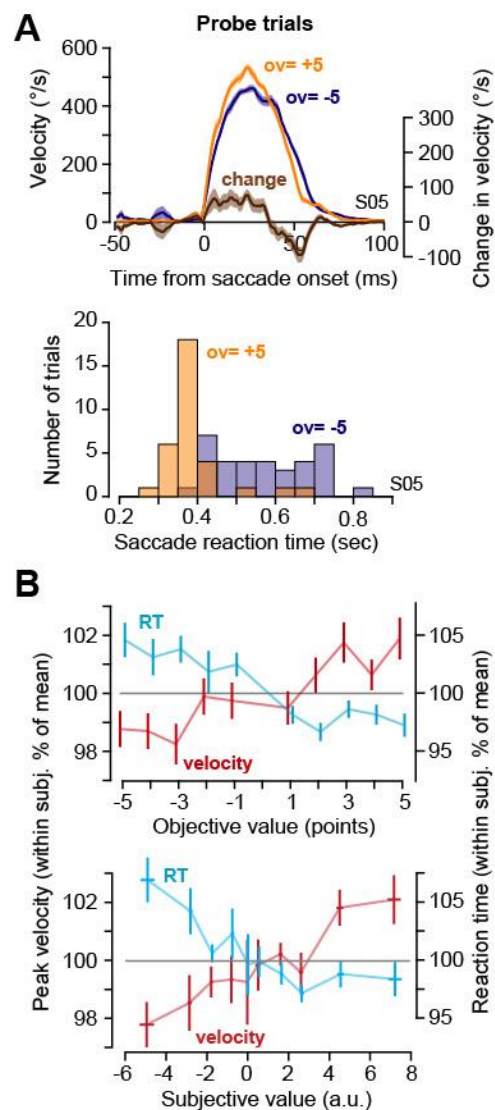 A
Probe trials
600
400
200
0
Velocity (°/s)
ov= +5
ov= -5
change
S05
300
200
100
0
-100
Change in velocity (°/s)
-50
0
50
100
Time from saccade onset (ms)
20
15
10
5
0
Number of trials
ov= +5
ov= -5
S05
0.2
0.4
0.6
0.8
Saccade reaction time (sec)
B
Peak velocity (within subj. % of mean)
Reaction time (within subj. % of mean)
102
100
98
RT
velocity
105
100
95
-5
-3
-1
1
3
5
Objective value (points)
102
100
98
RT
velocity
105
100
95
-6
-4
-2
0
2
4
6
8
Subjective value (a.u.)